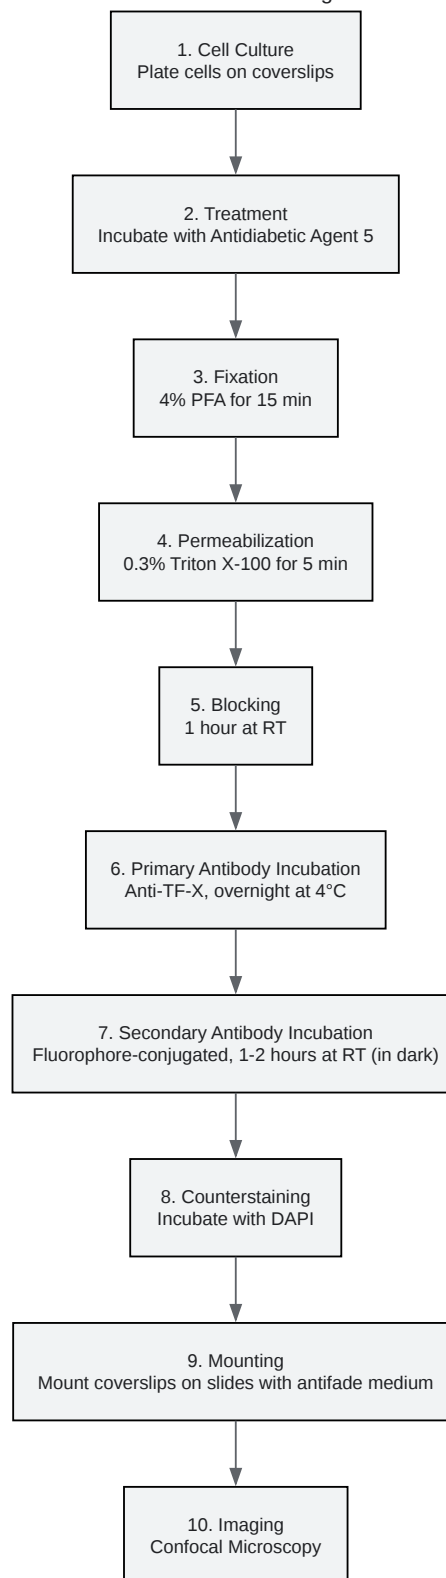 1. Cell Culture
Plate cells on coverslips
2. Treatment
Incubate with Antidiabetic Agent 5
3. Fixation
4% PFA for 15 min
4. Permeabilization
0.3% Triton X-100 for 5 min
5. Blocking
1 hour at RT
6. Primary Antibody Incubation
Anti-TF-X, overnight at 4°C
7. Secondary Antibody Incubation
Fluorophore-conjugated, 1-2 hours at RT (in dark)
8. Counterstaining
Incubate with DAPI
9. Mounting
Mount coverslips on slides with antifade medium
10. Imaging
Confocal Microscopy